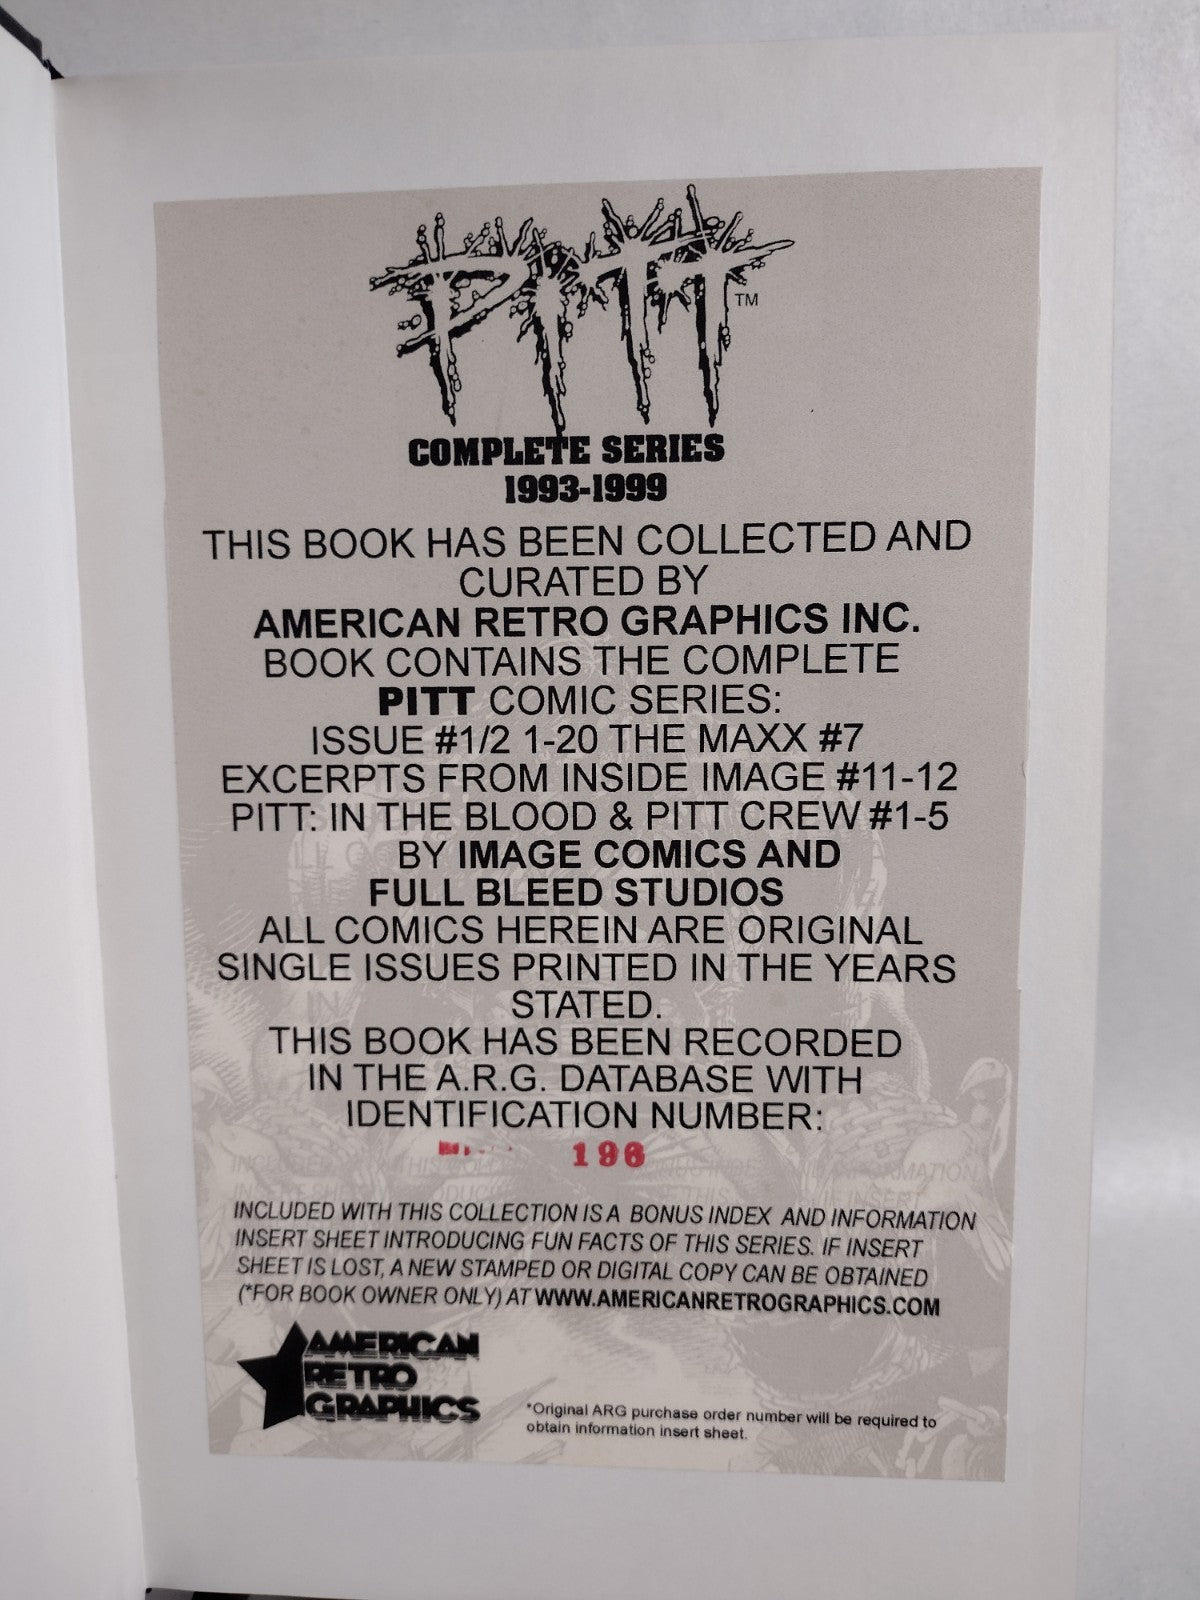 PITT
TM
COMPLETE SERIES
1993-1999
THIS BOOK HAS BEEN COLLECTED AND
CURATED BY
AMERICAN RETRO GRAPHICS INC.
BOOK CONTAINS THE COMPLETE
PITT COMIC SERIES:
ISSUE #1/2 1-20 THE MAXX #7
EXCERPTS FROM INSIDE IMAGE #11-12
PITT: IN THE BLOOD & PITT CREW #1-5
BY IMAGE COMICS AND
FULL BLEED STUDIOS
ALL COMICS HEREIN ARE ORIGINAL
SINGLE ISSUES PRINTED IN THE YEARS
STATED.
THIS BOOK HAS BEEN RECORDED
IN THE A.R.G. DATABASE WITH
IDENTIFICATION NUMBER:
196
INCLUDED WITH THIS COLLECTION IS A BONUS INDEX AND INFORMATION
INSERT SHEET INTRODUCING FUN FACTS OF THIS SERIES. IF INSERT
SHEET IS LOST, A NEW STAMPED OR DIGITAL COPY CAN BE OBTAINED
(*FOR BOOK OWNER ONLY) AT WWW.AMERICANRETROGRAPHICS.COM
AMERICAN
RETRO
GRAPHICS
*Original ARG purchase order number will be required to
obtain information insert sheet.